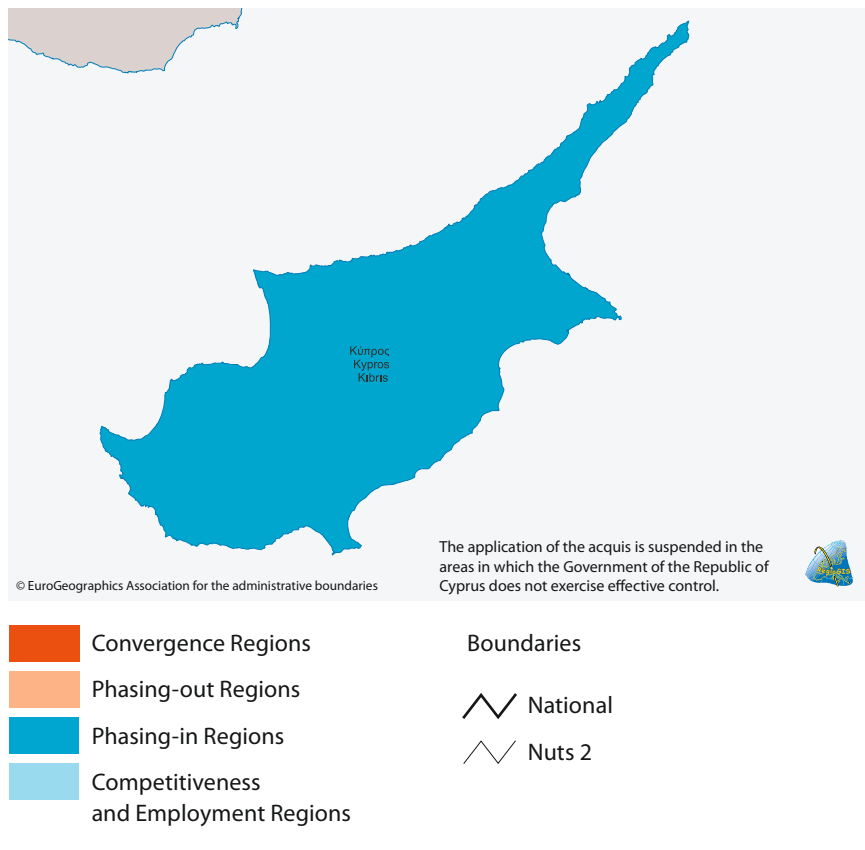 Κύπρος
Kypros
Kıbrıs
© EuroGeographics Association for the administrative boundaries
The application of the acquis is suspended in the
areas in which the Government of the Republic of
Cyprus does not exercise effective control.
Convergence Regions
Phasing-out Regions
Phasing-in Regions
Competitiveness
and Employment Regions
Boundaries
National
Nuts 2